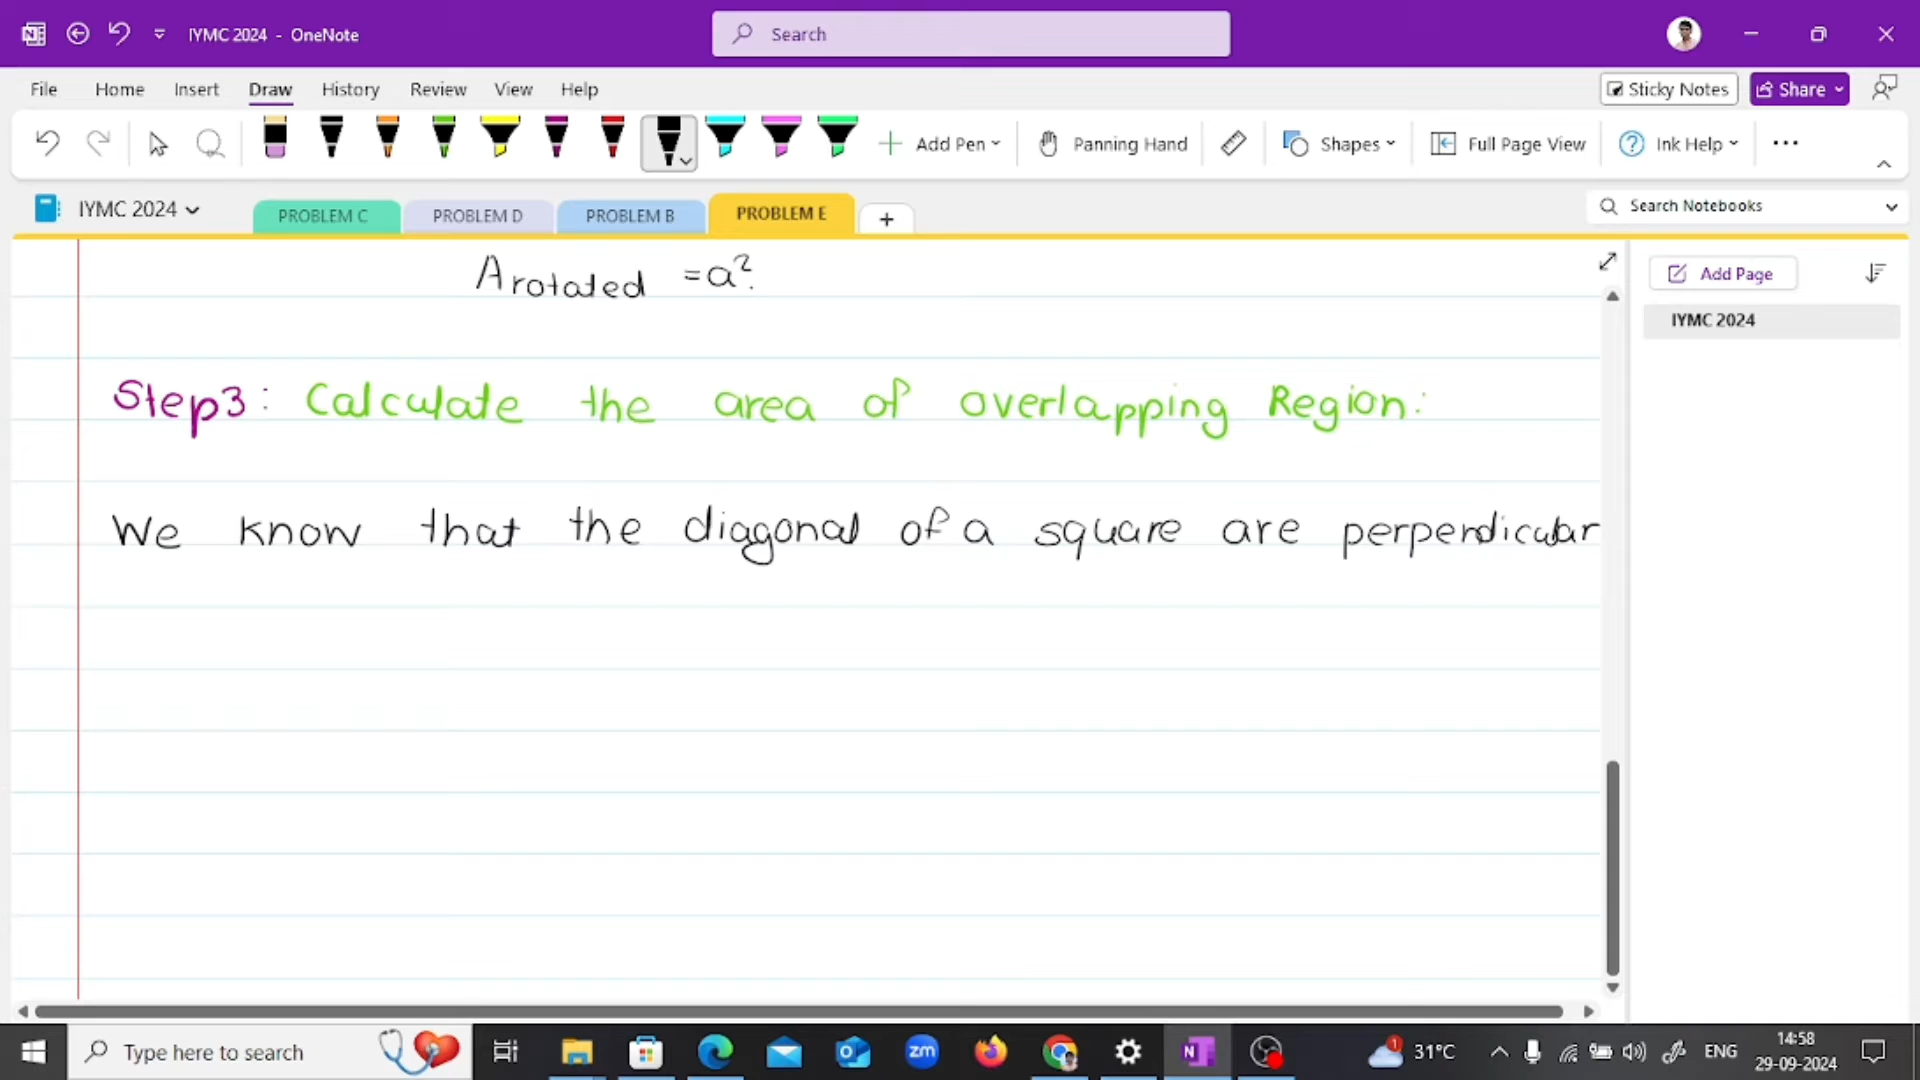 IYMC 2024 - OneNote
Search
File Home Insert Draw History Review View Help
Sticky Notes Share
Add Pen Panning Hand Shapes Full Page View Ink Help
IYMC 2024 PROBLEM C PROBLEM D PROBLEM B PROBLEM E + Search Notebooks
Add Page
IYMC 2024
A rotated = a².
Step3: Calculate the area of overlapping Region:
We know that the diagonal of a square are perpendicular
Type here to search
zm
N
1
31°C
ENG
14:58
29-09-2024